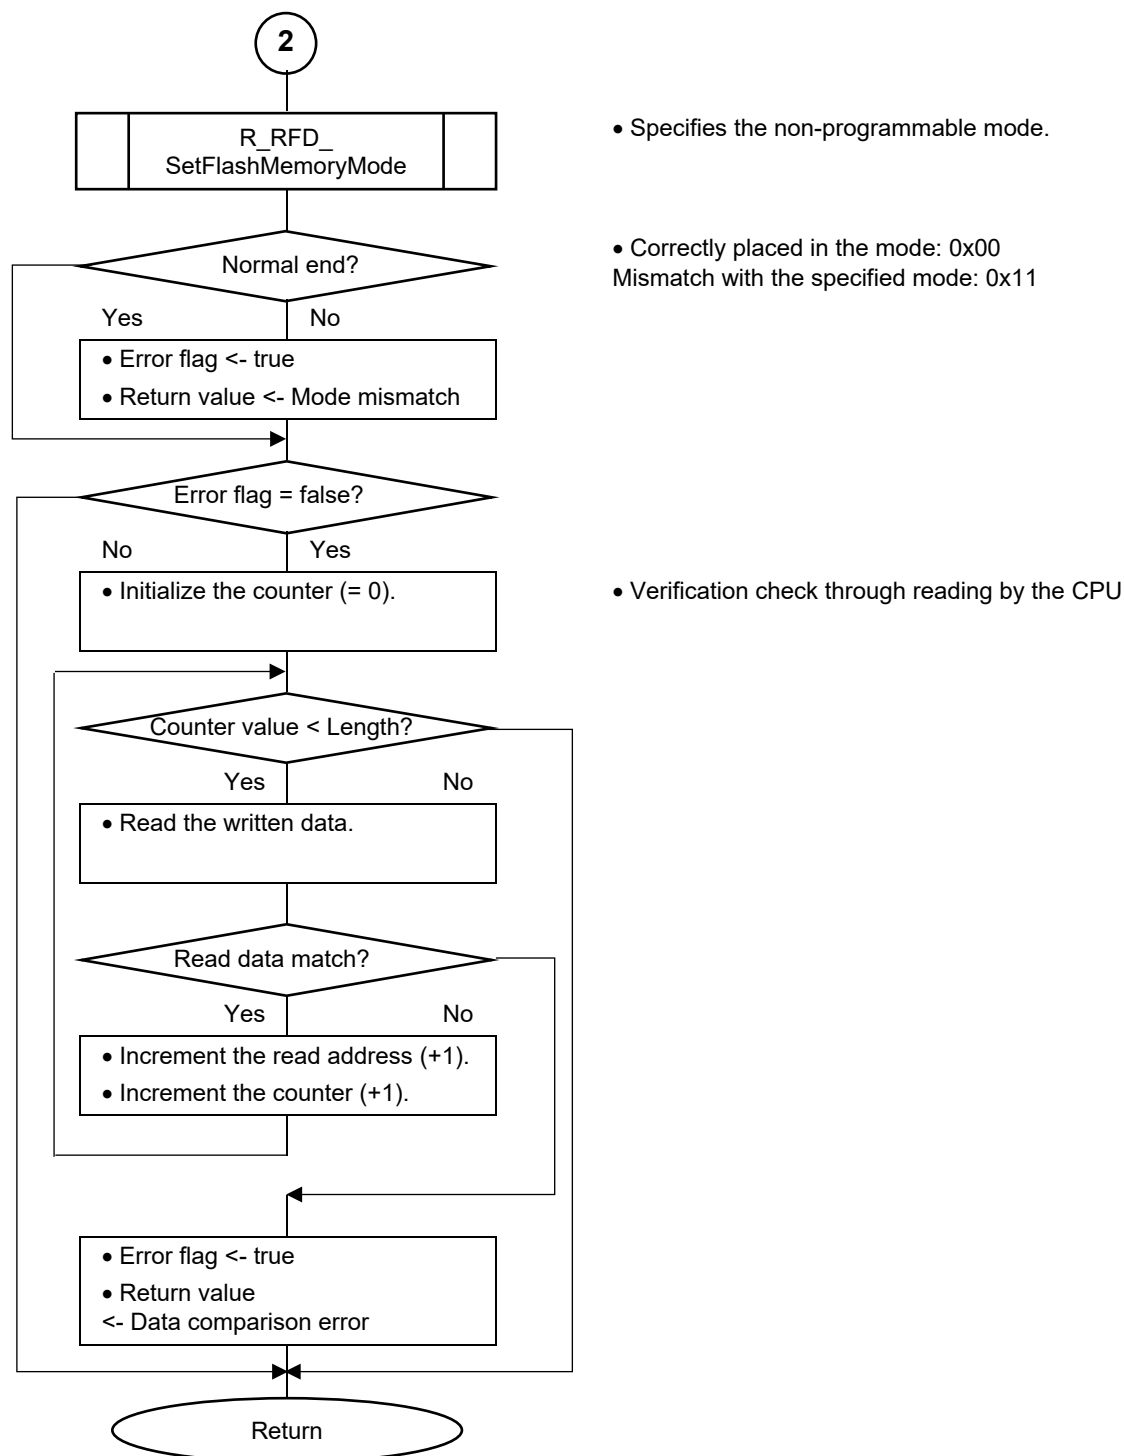 2
R_RFD_
SetFlashMemoryMode
• Specifies the non-programmable mode.
Normal end?
• Correctly placed in the mode: 0x00
Mismatch with the specified mode: 0x11
Yes No
• Error flag <- true
• Return value <- Mode mismatch
Error flag = false?
No Yes
• Initialize the counter (= 0).
• Verification check through reading by the CPU
Counter value < Length?
Yes No
• Read the written data.
Read data match?
Yes No
• Increment the read address (+1).
• Increment the counter (+1).
• Error flag <- true
• Return value
<- Data comparison error
Return